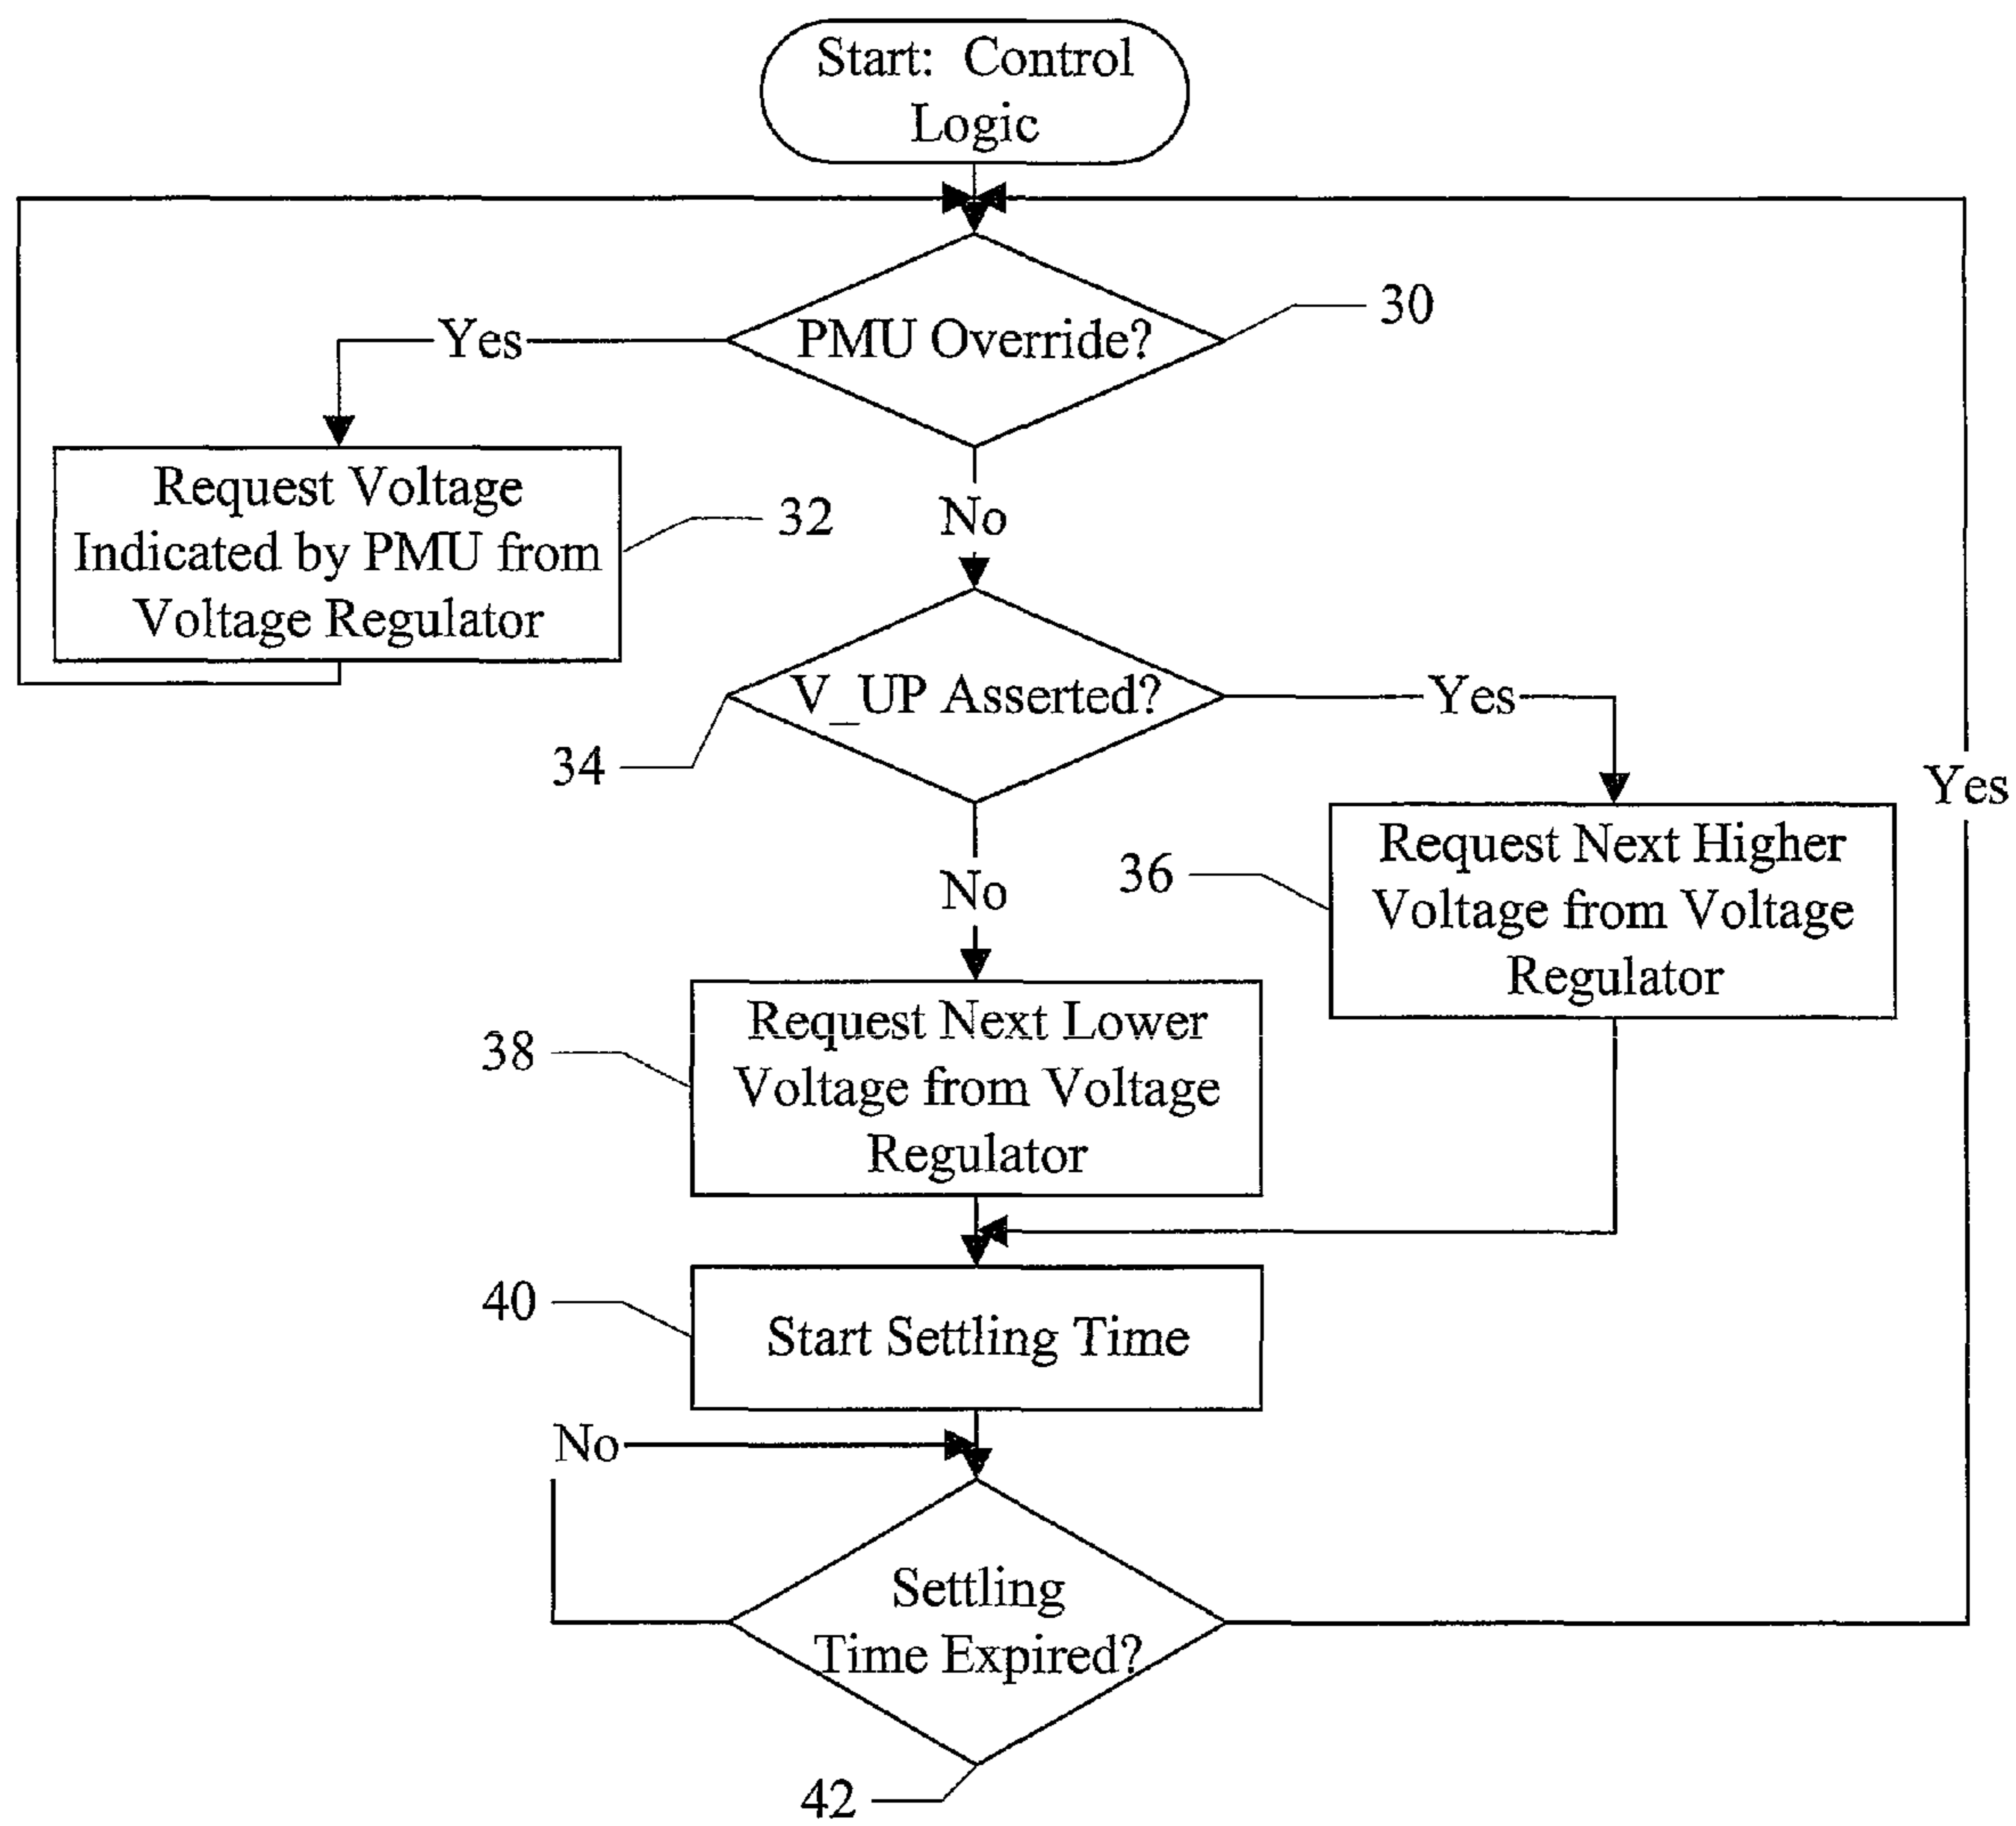 Start: Control
Logic
PMU Override?
30
Yes
Request Voltage
Indicated by PMU from
Voltage Regulator
32
No
V_UP Asserted?
34
Yes
Yes
Request Next Higher
Voltage from Voltage
Regulator
36
No
Request Next Lower
Voltage from Voltage
Regulator
38
Start Settling Time
40
No
Settling
Time Expired?
42